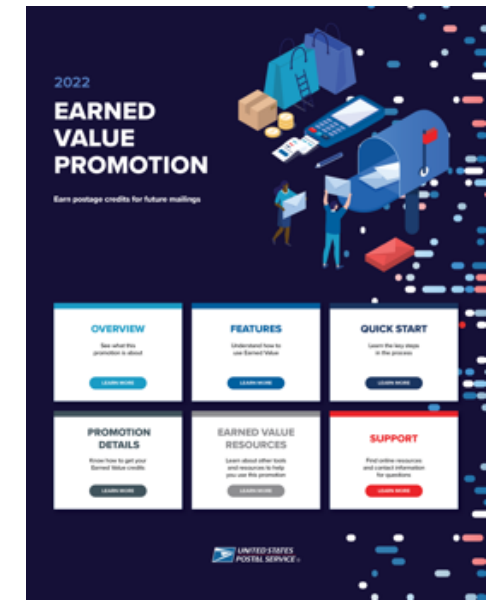 2022
EARNED
VALUE
PROMOTION
Earn postage credits for future mailings
OVERVIEW
See what this
promotion is about
LEARN MORE
FEATURES
Understand how to
use Earned Value
LEARN MORE
QUICK START
Learn the key steps
in the process
LEARN MORE
PROMOTION
DETAILS
Know how to get your
Earned Value credits
LEARN MORE
EARNED VALUE
RESOURCES
Learn about other tools
and resources to help
you use this promotion
LEARN MORE
SUPPORT
Find online resources
and contact information
for questions
LEARN MORE
UNITED STATES
POSTAL SERVICE®